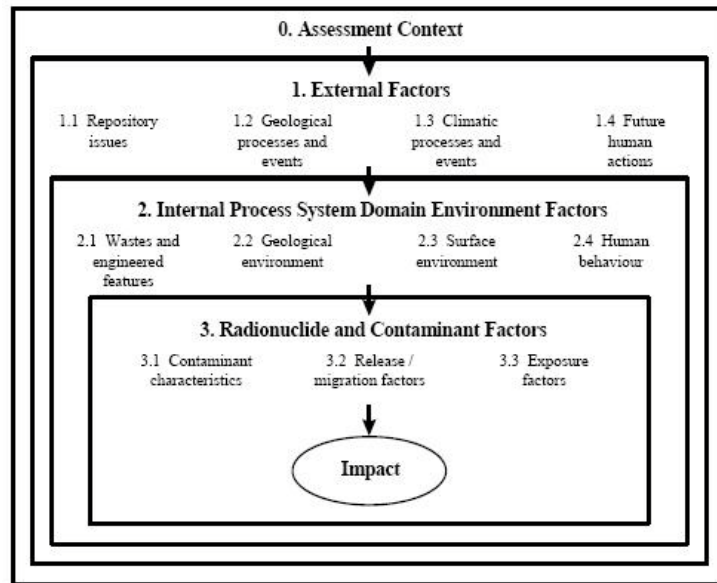 0. Assessment Context
1. External Factors
1.1 Repository
issues
1.2 Geological
processes and
events
1.3 Climatic
processes and
events
1.4 Future
human
actions
2. Internal Process System Domain Environment Factors
2.1 Wastes and
engineered
features
2.2 Geological
environment
2.3 Surface
environment
2.4 Human
behaviour
3. Radionuclide and Contaminant Factors
3.1 Contaminant
characteristics
3.2 Release /
migration factors
3.3 Exposure
factors
Impact